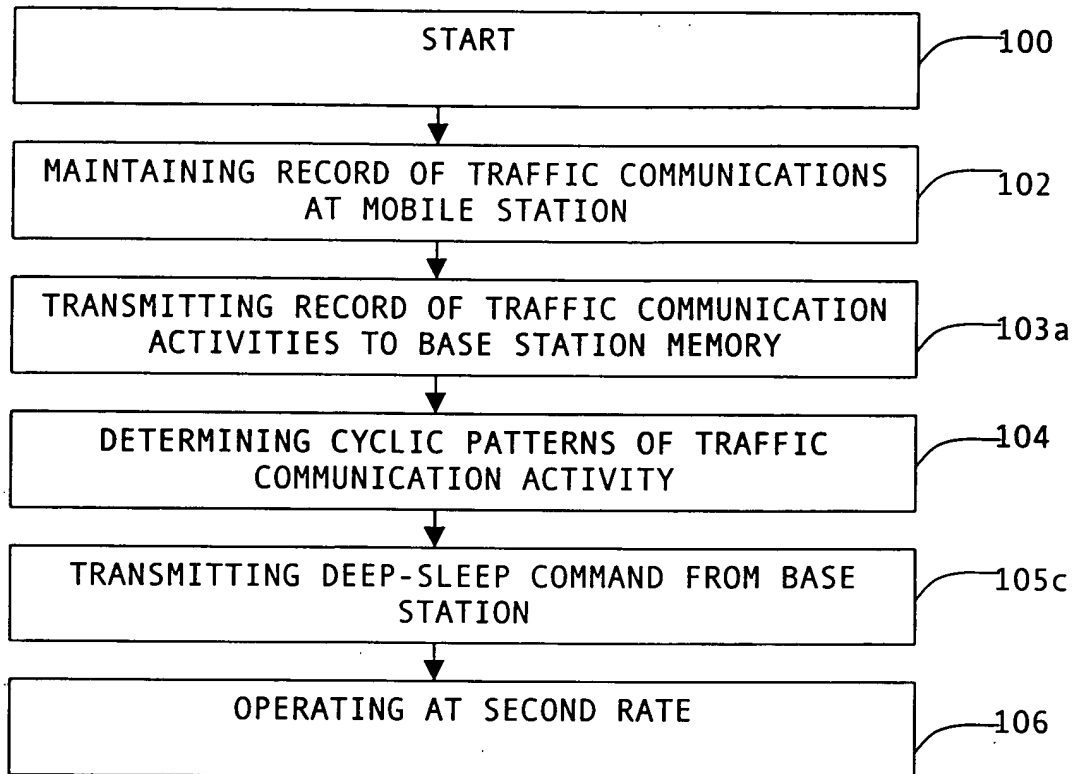 START
100
MAINTAINING RECORD OF TRAFFIC COMMUNICATIONS
AT MOBILE STATION
102
TRANSMITTING RECORD OF TRAFFIC COMMUNICATION
ACTIVITIES TO BASE STATION MEMORY
103a
DETERMINING CYCLIC PATTERNS OF TRAFFIC
COMMUNICATION ACTIVITY
104
TRANSMITTING DEEP-SLEEP COMMAND FROM BASE
STATION
105c
OPERATING AT SECOND RATE
106